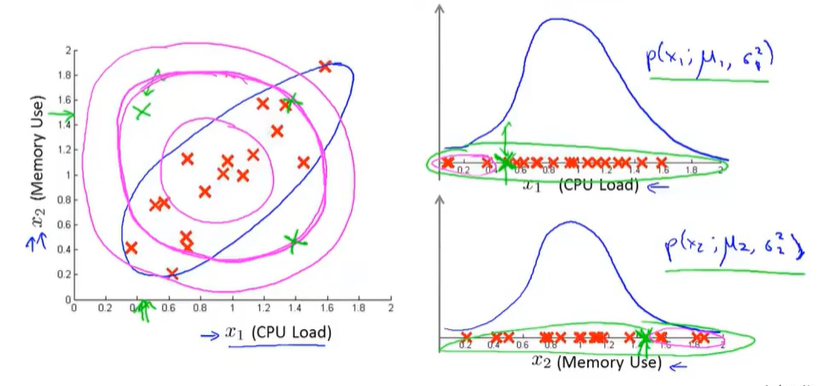 p(x₁; μ₁, σ₁²)
x₂ (Memory Use)
2
1.8
1.6
1.4
1.2
1
0.8
0.6
0.4
0.2
0
0 0.2 0.4 0.6 0.8 1 1.2 1.4 1.6 1.8 2
→ x₁ (CPU Load)
0.2 0.4 0.6 0.8 1 1.2 1.4 1.6 1.8 2
x₁ (CPU Load) ←
p(x₂; μ₂, σ₂²)
0.2 0.4 0.6 0.8 1 1.2 1.4 1.6 2
x₂ (Memory Use) ←